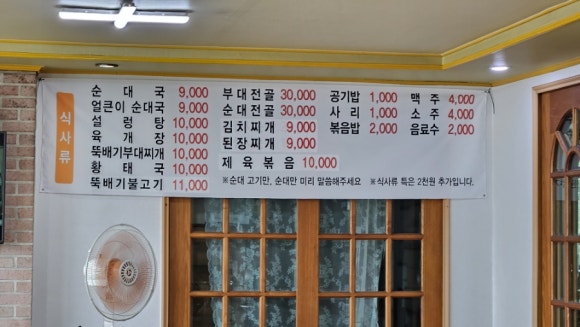 식사류
순대국 9,000
얼큰이 순대국 9,000
설렁탕 10,000
육개장 10,000
뚝배기부대찌개 10,000
황태국 10,000
뚝배기불고기 11,000
부대전골 30,000
순대전골 30,000
김치찌개 9,000
된장찌개 9,000
제육볶음 10,000
공기밥 1,000
사리 1,000
볶음밥 2,000
맥주 4,000
소주 4,000
음료수 2,000
※순대 고기만, 순대만 미리 말씀해주세요 ※식사류 특은 2천원 추가입니다.